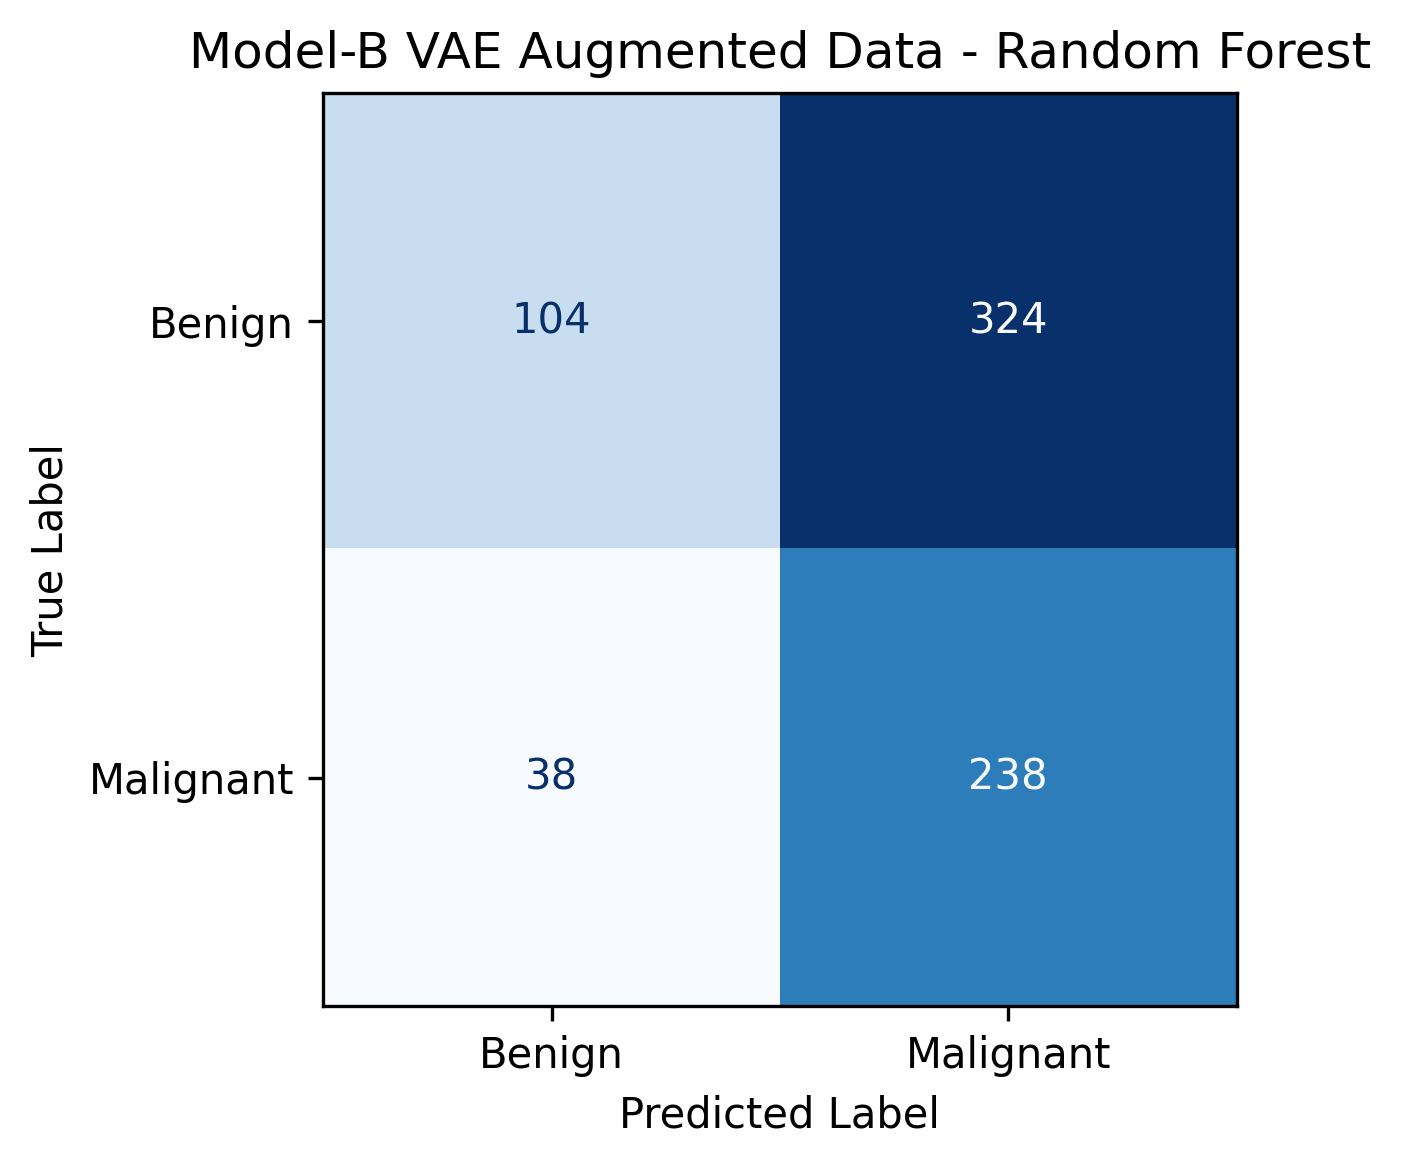 Model-B VAE Augmented Data - Random Forest
True Label
Benign
104
324
Malignant
38
238
Benign
Malignant
Predicted Label